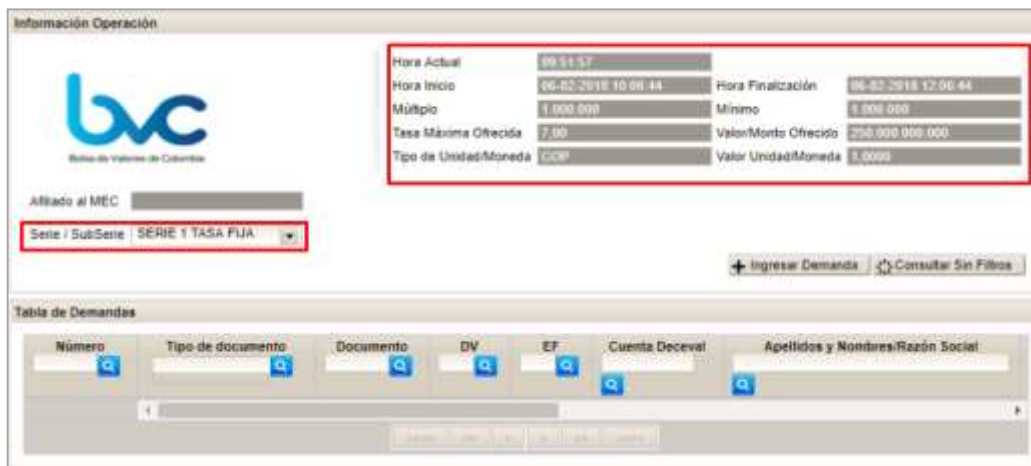 Información Operación
bvc
Bolsa de Valores de Colombia
Hora Actual 09:51:57
Hora Inicio 06-02-2018 10:06:44 Hora Finalización 06-02-2018 12:06:44
Múltiplo 1.000.000 Mínimo 1.000.000
Tasa Máxima Ofrecida 7,00 Valor/Monto Ofrecido 250.000.000.000
Tipo de Unidad/Moneda COP Valor Unidad/Moneda 1.0000
Afiliado al MEC
Serie / SubSerie SERIE 1 TASA FIJA
Ingresar Demanda Consultar Sin Filtros
Tabla de Demandas
Número Tipo de documento Documento DV EF Cuenta Deceval Apellidos y Nombres/Razón Social